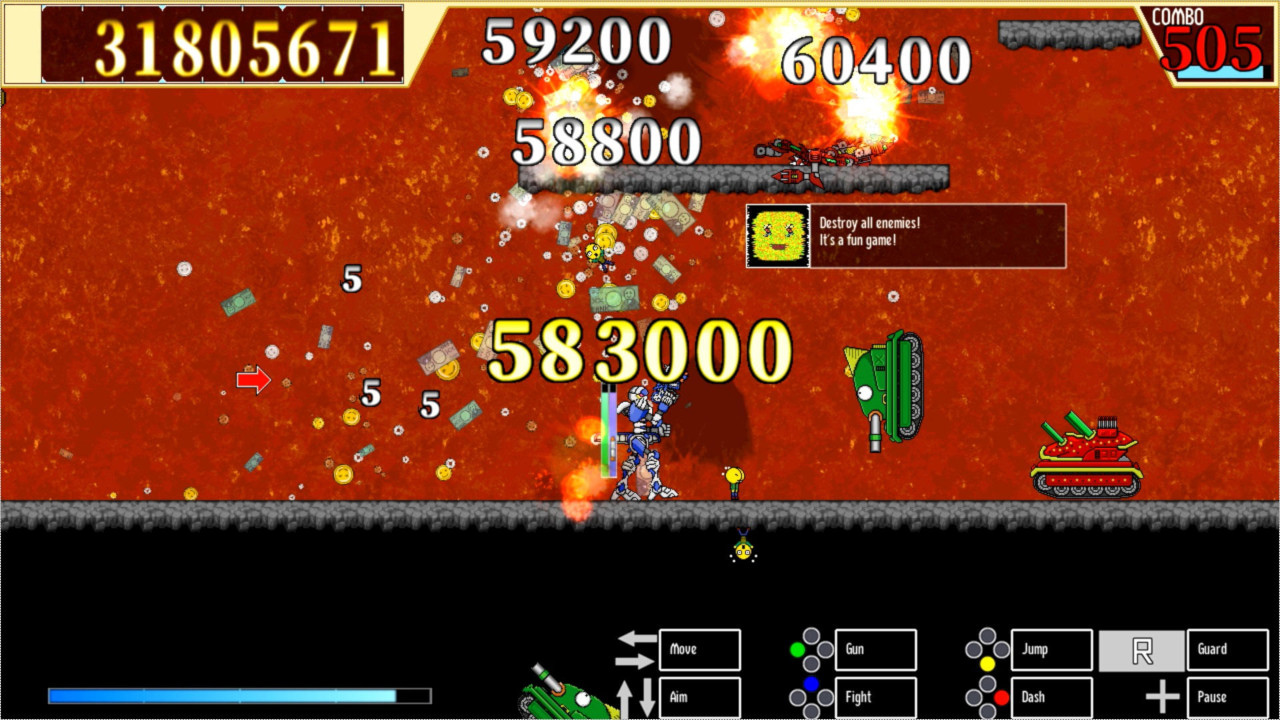 31805671
59200
60400
COMBO
505
58800
Destroy all enemies!
It's a fun game!
5
583000
5
5
Move
Gun
Jump
R
Guard
Aim
Fight
Dash
Pause